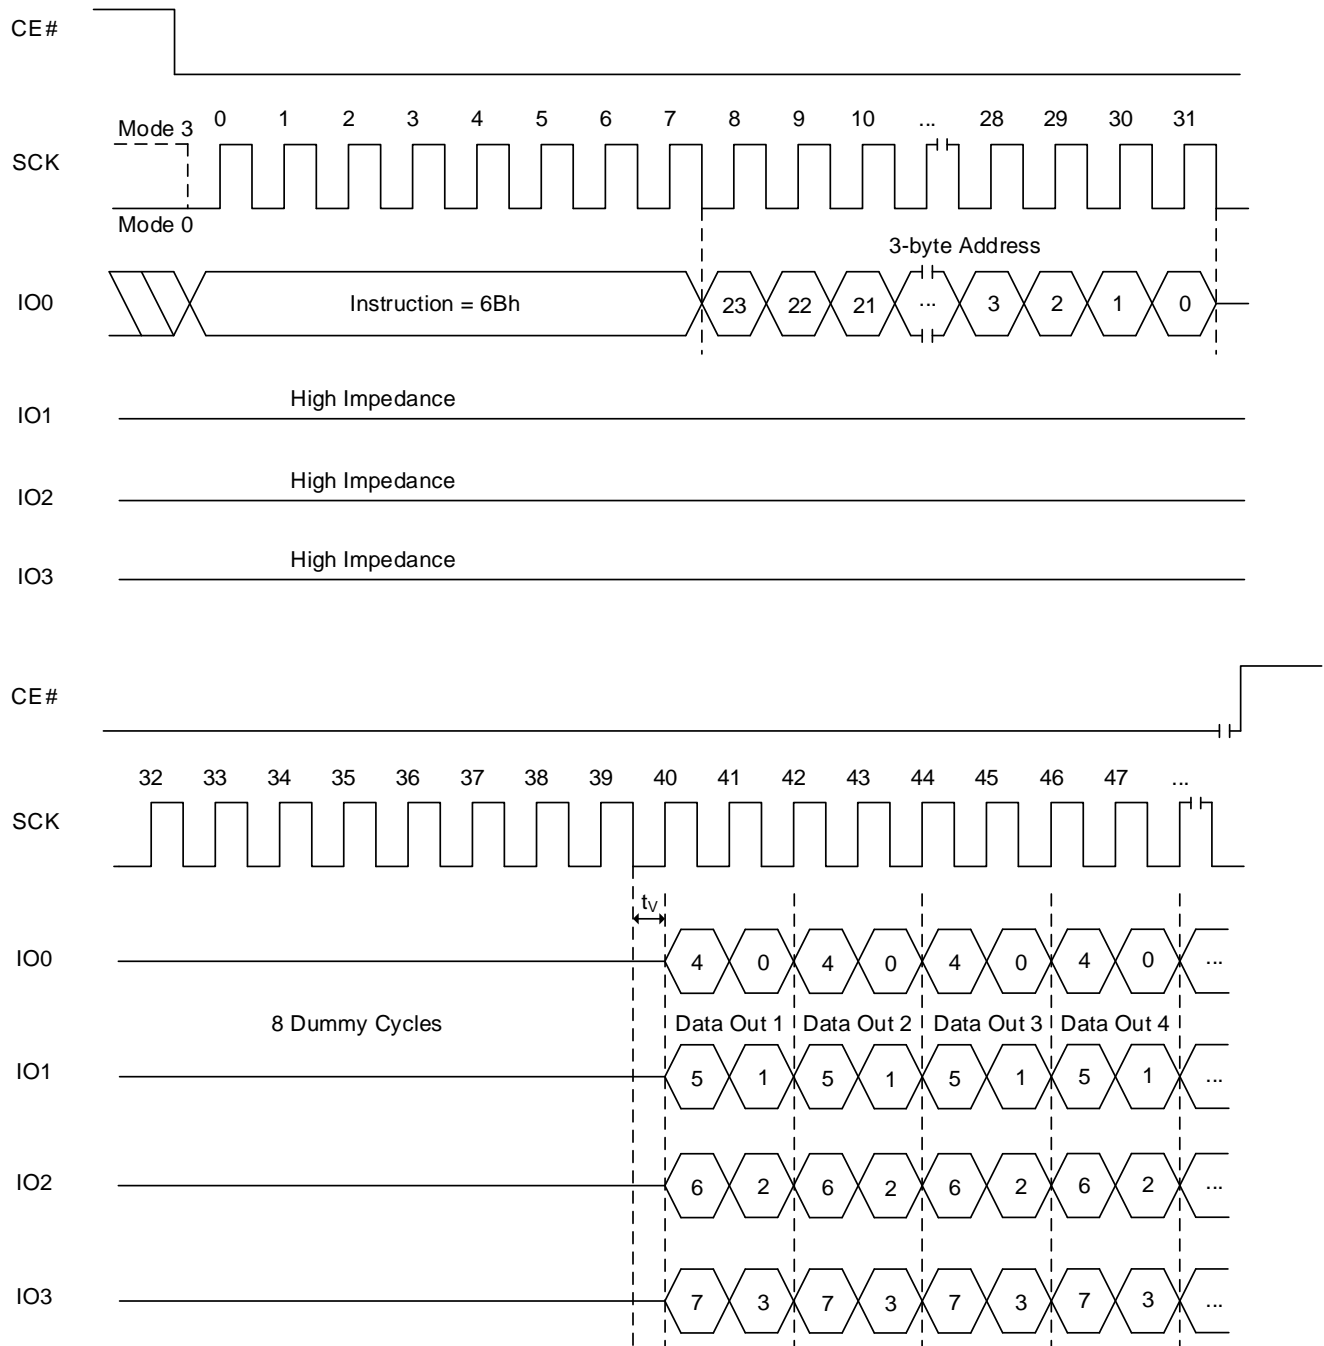 CE#
Mode 3 0 1 2 3 4 5 6 7 8 9 10 ... 28 29 30 31
SCK
Mode 0
3-byte Address
IO0 Instruction = 6Bh 23 22 21 ... 3 2 1 0
High Impedance
IO1
High Impedance
IO2
High Impedance
IO3
CE#
32 33 34 35 36 37 38 39 40 41 42 43 44 45 46 47 ...
SCK
tV
IO0 4 0 4 0 4 0 4 0 ...
8 Dummy Cycles Data Out 1 Data Out 2 Data Out 3 Data Out 4
IO1 5 1 5 1 5 1 5 1 ...
IO2 6 2 6 2 6 2 6 2 ...
IO3 7 3 7 3 7 3 7 3 ...